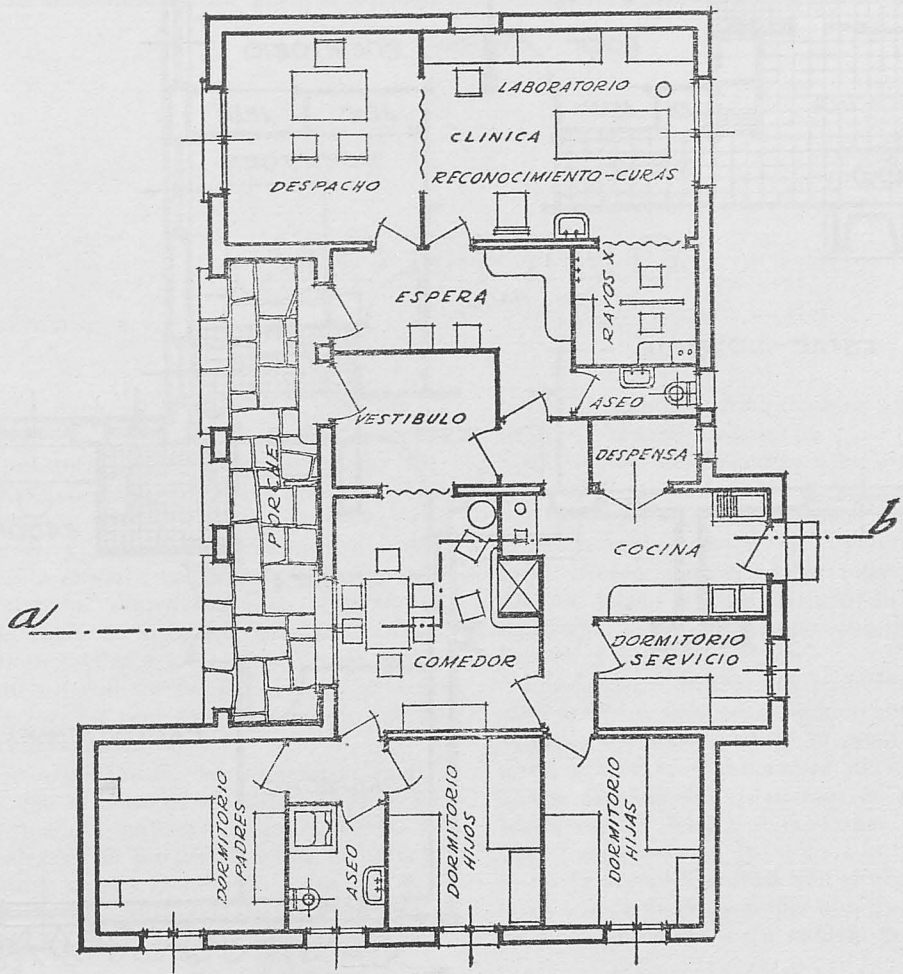 LABORATORIO
CLINICA
DESPACHO
RECONOCIMIENTO-CURAS
RAYOS X
ESPERA
ASEO
VESTIBULO
DESPENSA
PORCHE
COCINA
b
a
DORMITORIO
SERVICIO
COMEDOR
DORMITORIO
PADRES
ASEO
DORMITORIO
HIJOS
DORMITORIO
HIJAS